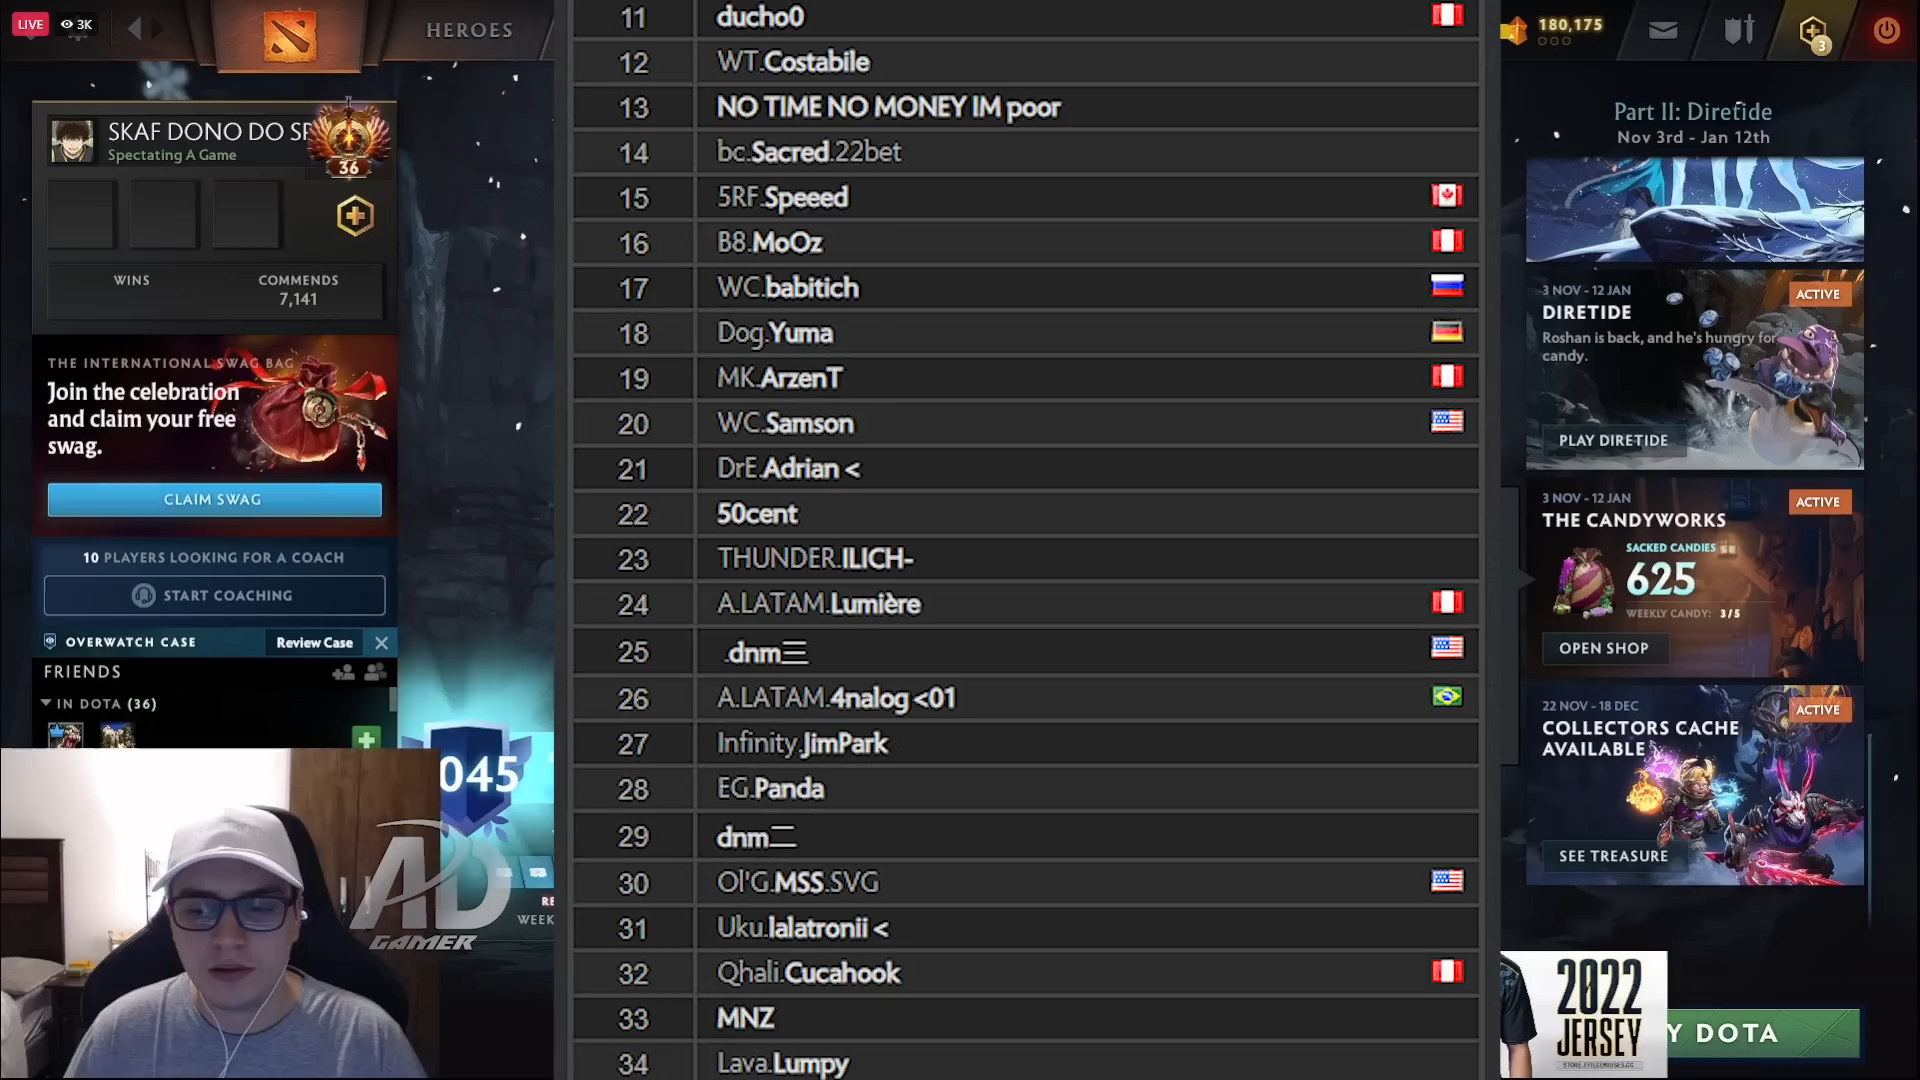 LIVE 3K
HEROES
SKAF DONO DO SF
Spectating A Game
36
WINS
COMMENDS
7,141
THE INTERNATIONAL SWAG BAG
Join the celebration
and claim your free
swag.
CLAIM SWAG
10 PLAYERS LOOKING FOR A COACH
START COACHING
OVERWATCH CASE
Review Case
FRIENDS
IN DOTA (36)
045
AD
GAMER
WEEK
11 ducho0
12 WT.Costabile
13 NO TIME NO MONEY IM poor
14 bc.Sacred.22bet
15 5RF.Speeed
16 B8.MoOz
17 WC.babitich
18 Dog.Yuma
19 MK.ArzenT
20 WC.Samson
21 DrE.Adrian <
22 50cent
23 THUNDER.ILICH-
24 A.LATAM.Lumière
25 .dnm三
26 A.LATAM.4nalog <01
27 Infinity.JimPark
28 EG.Panda
29 dnm二
30 Ol'G.MSS.SVG
31 Uku.lalatronii <
32 Qhali.Cucahook
33 MNZ
34 Lava.Lumpy
180,175
3
Part II: Diretide
Nov 3rd - Jan 12th
3 NOV - 12 JAN
ACTIVE
DIRETIDE
Roshan is back, and he's hungry for
candy.
PLAY DIRETIDE
3 NOV - 12 JAN
ACTIVE
THE CANDYWORKS
SACKED CANDIES
625
WEEKLY CANDY: 3/5
OPEN SHOP
22 NOV - 18 DEC
ACTIVE
COLLECTORS CACHE
AVAILABLE
SEE TREASURE
2022
JERSEY
STORE.EVILGENIUSES.GG
Y DOTA